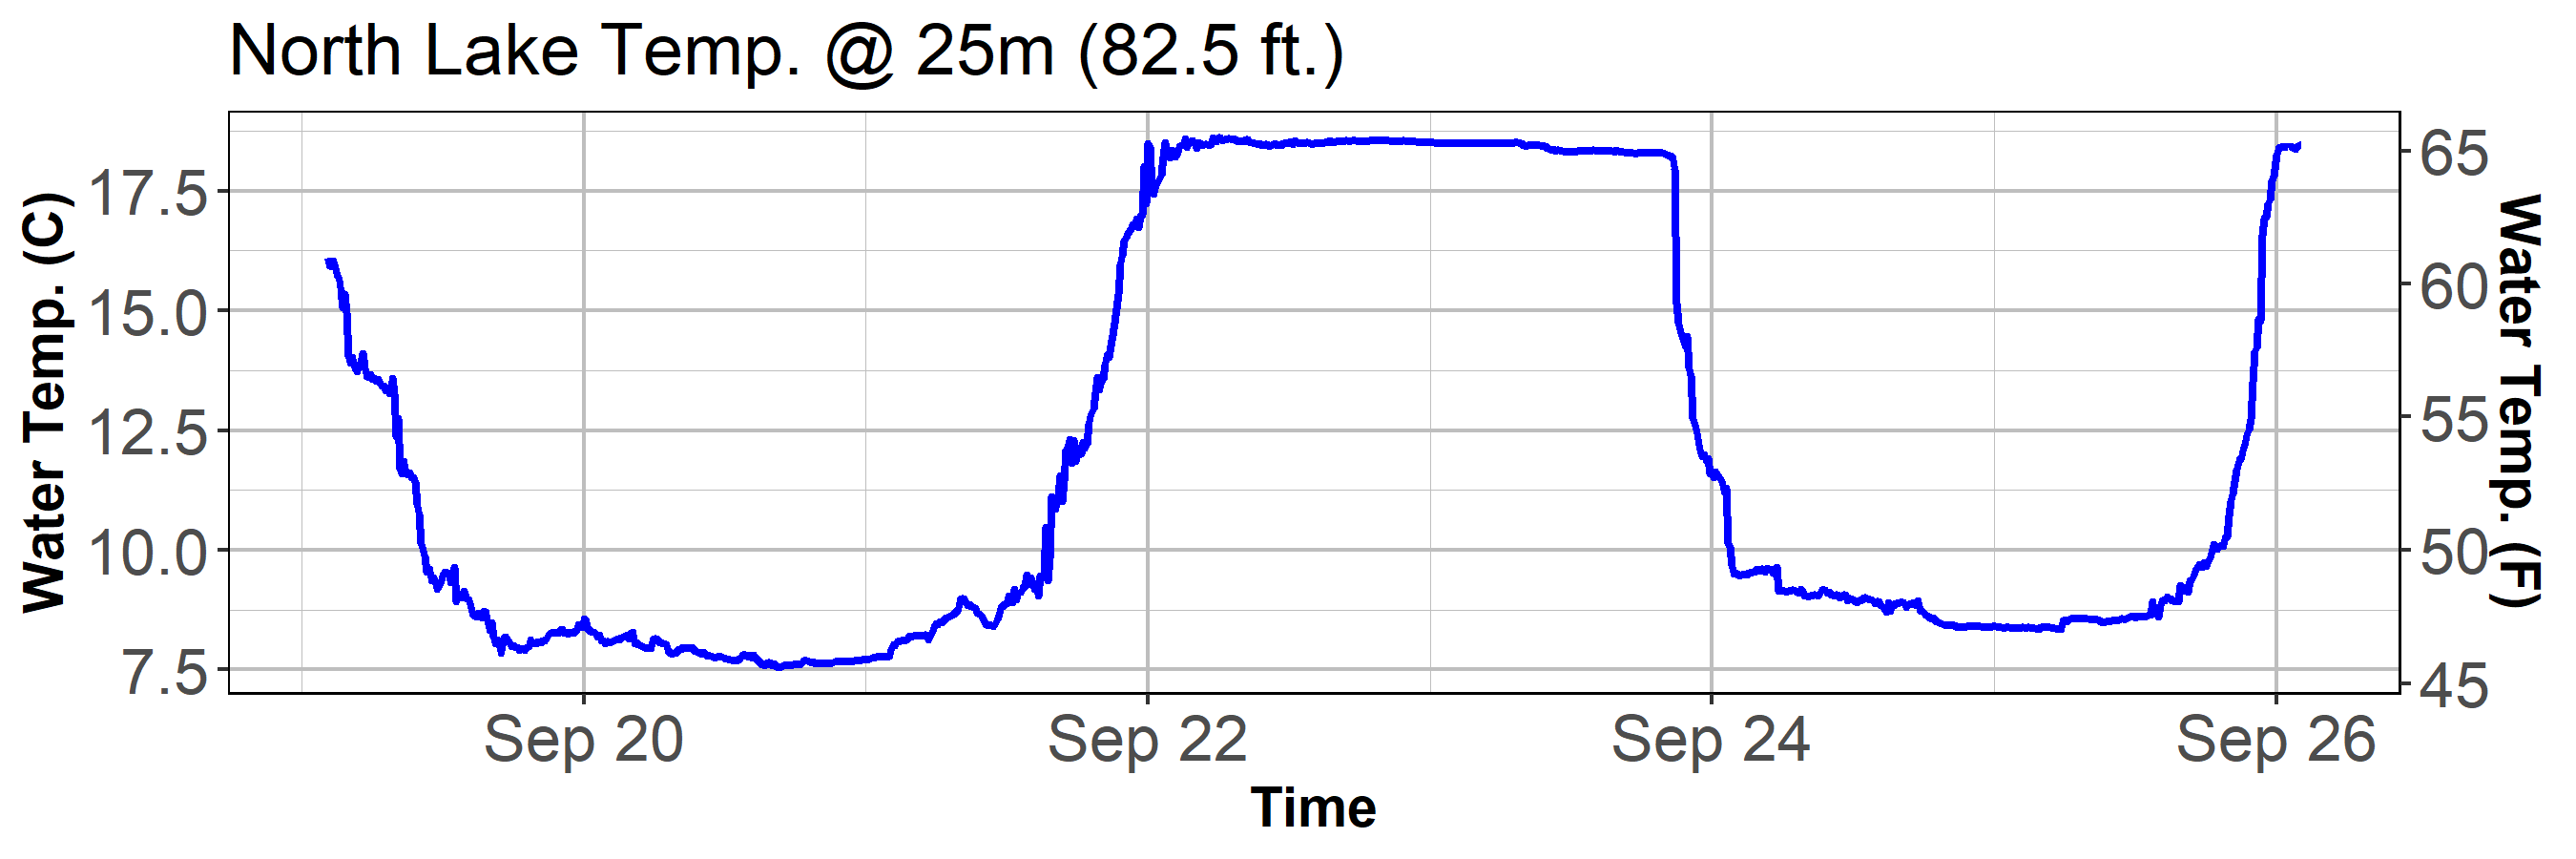 North Lake Temp. @ 25m (82.5 ft.)
Water Temp. (C)
17.5
15.0
12.5
10.0
7.5
65
60
55
50
45
Water Temp. (F)
Sep 20 Sep 22 Sep 24 Sep 26
Time